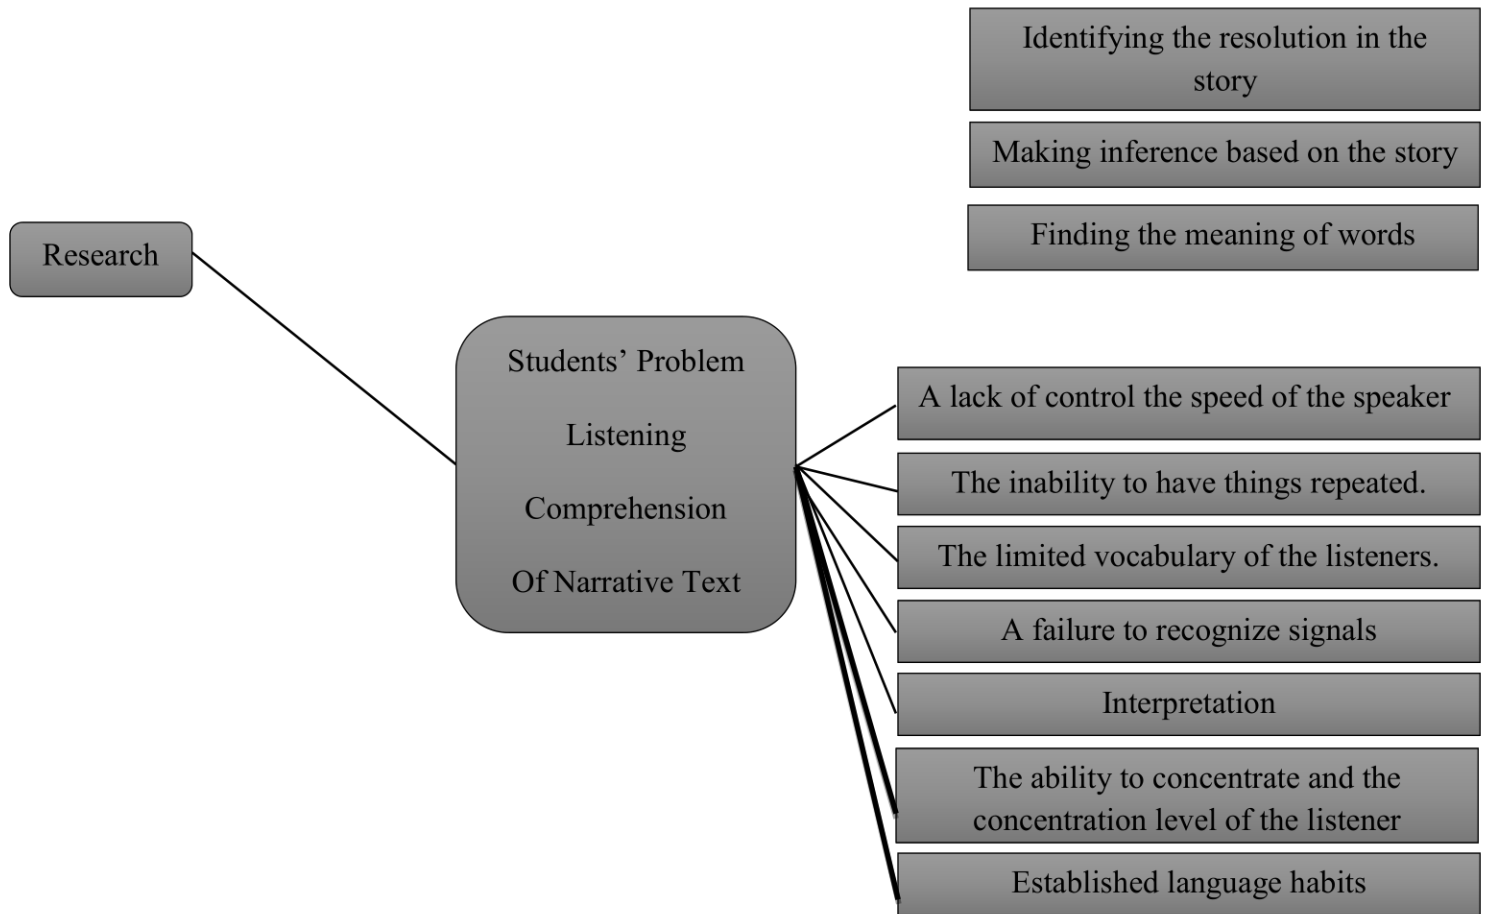 Identifying the resolution in the
story
Making inference based on the story
Finding the meaning of words
Research
Students’ Problem
Listening
Comprehension
Of Narrative Text
A lack of control the speed of the speaker
The inability to have things repeated.
The limited vocabulary of the listeners.
A failure to recognize signals
Interpretation
The ability to concentrate and the
concentration level of the listener
Established language habits